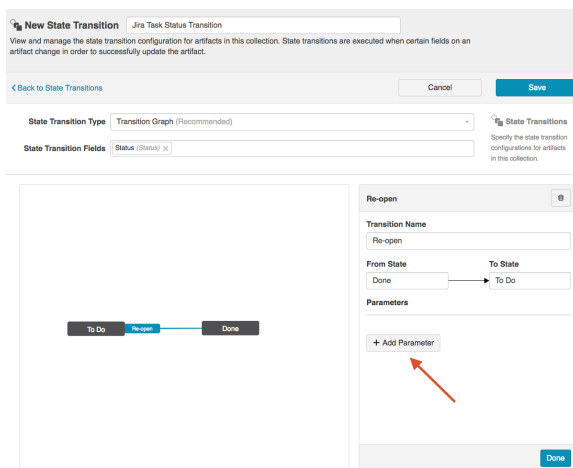 New State Transition
Jira Task Status Transition
View and manage the state transition configuration for artifacts in this collection. State transitions are executed when certain fields on an
artifact change in order to successfully update the artifact.
Back to State Transitions
Cancel
Save
State Transition Type
Transition Graph (Recommended)
State Transition Fields
Status (Status)
State Transitions
Specify the state transition
configurations for artifacts
in this collection.
Re-open
Transition Name
Re-open
From State
To State
Done
To Do
Parameters
To Do
Re-open
Done
+ Add Parameter
Done